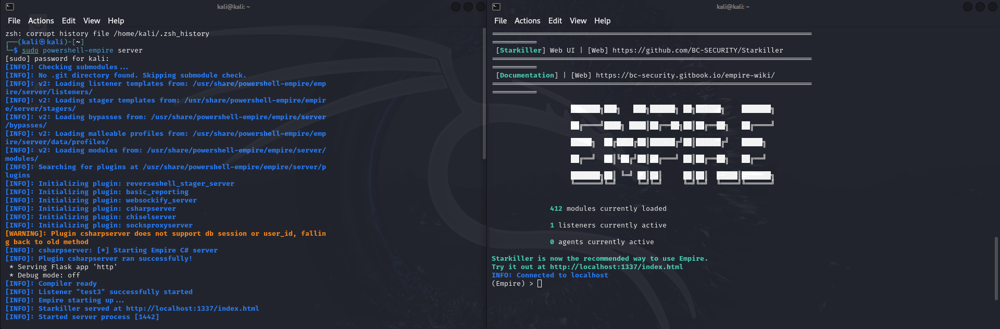 kali@kali: ~
File Actions Edit View Help
zsh: corrupt history file /home/kali/.zsh_history
┌──(kali㉿kali)-[~]
└─$ sudo powershell-empire server
[sudo] password for kali:
[INFO]: Checking submodules...
[INFO]: No .git directory found. Skipping submodule check.
[INFO]: v2: Loading listener templates from: /usr/share/powershell-empire/emp
ire/server/listeners/
[INFO]: v2: Loading stager templates from: /usr/share/powershell-empire/empir
e/server/stagers/
[INFO]: v2: Loading bypasses from: /usr/share/powershell-empire/empire/server
/bypasses/
[INFO]: v2: Loading malleable profiles from: /usr/share/powershell-empire/emp
ire/server/data/profiles/
[INFO]: v2: Loading modules from: /usr/share/powershell-empire/empire/server/
modules/
[INFO]: Searching for plugins at /usr/share/powershell-empire/empire/server/p
lugins
[INFO]: Initializing plugin: reverseshell_stager_server
[INFO]: Initializing plugin: basic_reporting
[INFO]: Initializing plugin: websockify_server
[INFO]: Initializing plugin: csharpserver
[INFO]: Initializing plugin: chiselserver
[INFO]: Initializing plugin: socksproxyserver
[WARNING]: Plugin csharpserver does not support db session or user_id, fallin
g back to old method
[INFO]: csharpserver: [*] Starting Empire C# server
[INFO]: Plugin csharpserver ran successfully!
* Serving Flask app 'http'
* Debug mode: off
[INFO]: Compiler ready
[INFO]: Listener "test3" successfully started
[INFO]: Empire starting up...
[INFO]: Starkiller served at http://localhost:1337/index.html
[INFO]: Started server process [1442]
kali@kali: ~
File Actions Edit View Help
[Starkiller] Web UI | [Web] https://github.com/BC-SECURITY/Starkiller
[Documentation] | [Web] https://bc-security.gitbook.io/empire-wiki/
EMPIRE
412 modules currently loaded
1 listeners currently active
0 agents currently active
Starkiller is now the recommended way to use Empire.
Try it out at http://localhost:1337/index.html
INFO: Connected to localhost
(Empire) >